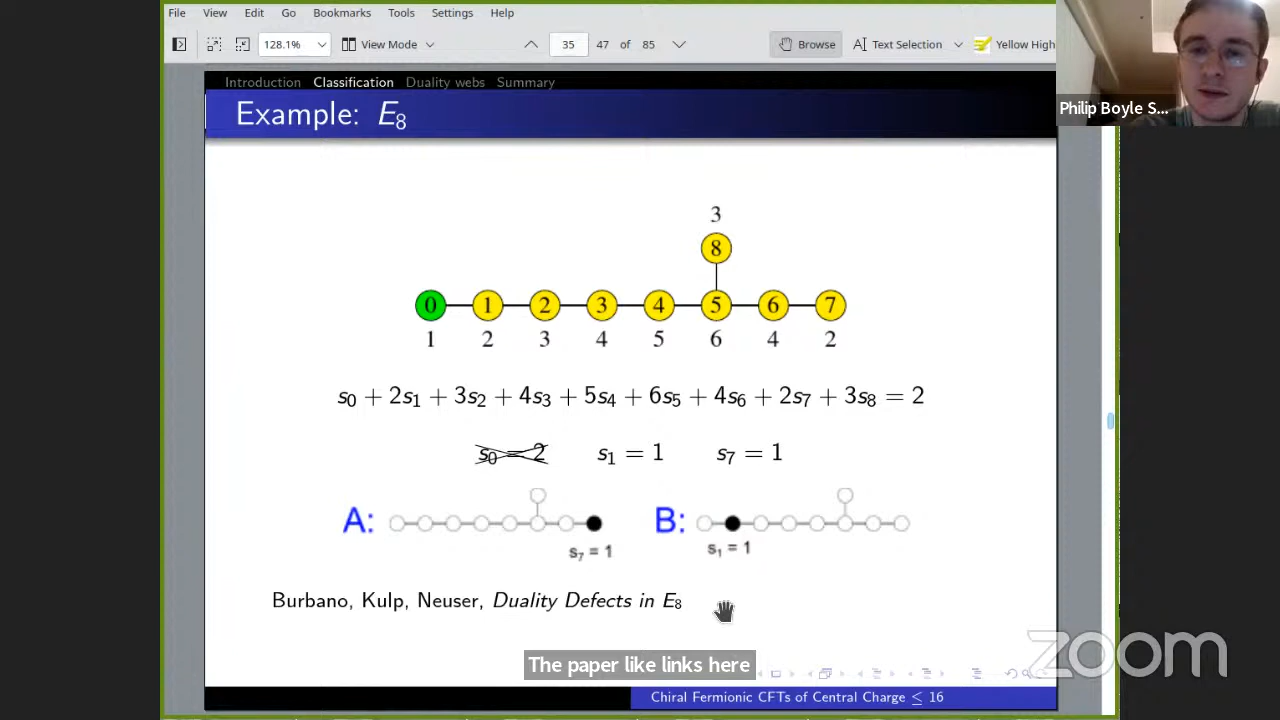 File View Edit Go Bookmarks Tools Settings Help
128.1% View Mode 35 47 of 85 Browse Text Selection Yellow High
Introduction Classification Duality webs Summary
Example: E₈
Philip Boyle S...
3
8
0 1 2 3 4 5 6 7
1 2 3 4 5 6 4 2
s₀ + 2s₁ + 3s₂ + 4s₃ + 5s₄ + 6s₅ + 4s₆ + 2s₇ + 3s₈ = 2
s₀ = 2 s₁ = 1 s₇ = 1
A: B:
s₇ = 1 s₁ = 1
Burbano, Kulp, Neuser, Duality Defects in E₈
The paper like links here
zoom
Chiral Fermionic CFTs of Central Charge ≤ 16